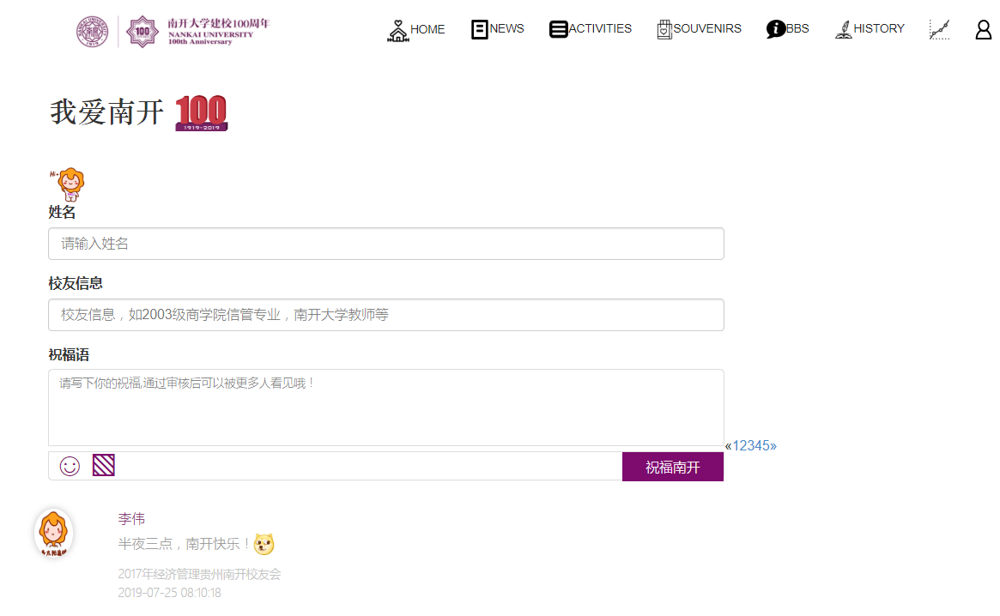 南开大学建校100周年
NANKAI UNIVERSITY
100th Anniversary
NANKAI UNIVERSITY
1919
100
HOME
NEWS
ACTIVITIES
SOUVENIRS
BBS
HISTORY
我爱南开
100
1919-2019
Hi~
姓名
请输入姓名
校友信息
校友信息，如2003级商学院信管专业，南开大学教师等
祝福语
请写下你的祝福,通过审核后可以被更多人看见哦！
«12345»
祝福南开
李伟
半夜三点，南开快乐！
2017年经济管理贵州南开校友会
2019-07-25 08:10:18